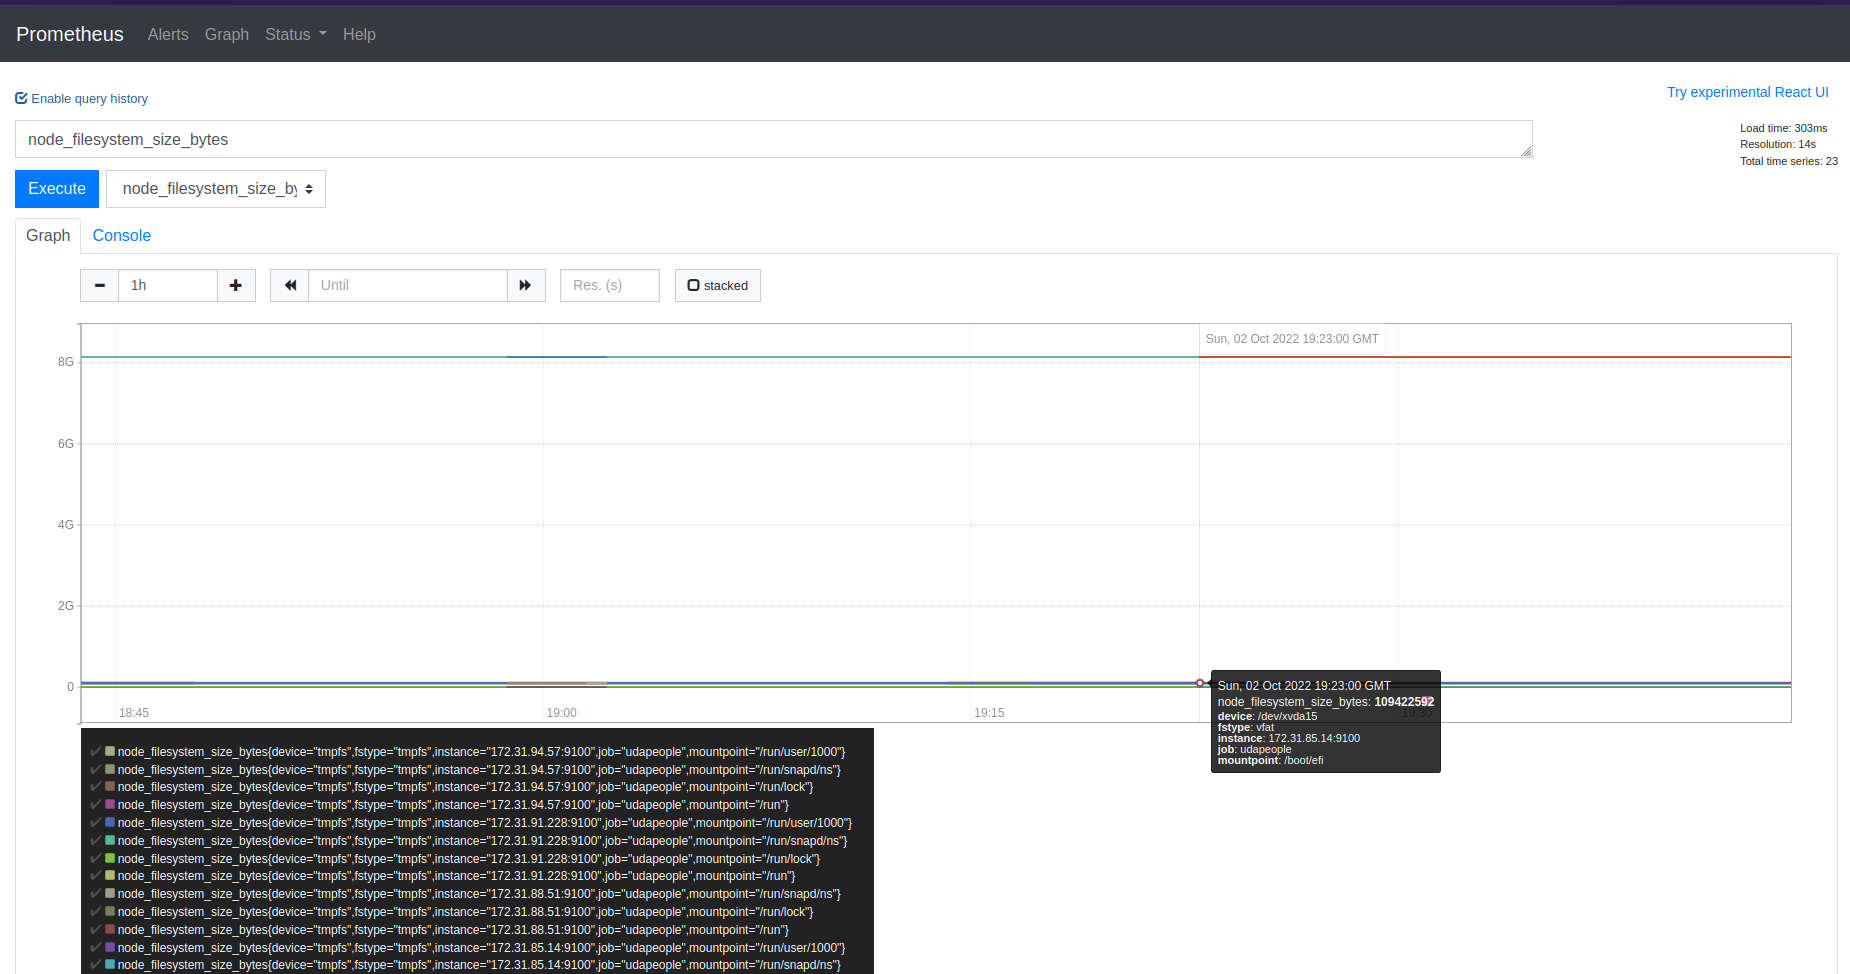 Prometheus Alerts Graph Status Help
Enable query history
Try experimental React UI
node_filesystem_size_bytes
Load time: 303ms
Resolution: 14s
Total time series: 23
Execute node_filesystem_size_by
Graph Console
1h Until Res. (s) stacked
Sun, 02 Oct 2022 19:23:00 GMT
8G
6G
4G
2G
0
18:45 19:00 19:15 19:30
Sun, 02 Oct 2022 19:23:00 GMT
node_filesystem_size_bytes: 109422592
device: /dev/xvda15
fstype: vfat
instance: 172.31.85.14:9100
job: udapeople
mountpoint: /boot/efi
node_filesystem_size_bytes{device="tmpfs",fstype="tmpfs",instance="172.31.94.57:9100",job="udapeople",mountpoint="/run/user/1000"}
node_filesystem_size_bytes{device="tmpfs",fstype="tmpfs",instance="172.31.94.57:9100",job="udapeople",mountpoint="/run/snapd/ns"}
node_filesystem_size_bytes{device="tmpfs",fstype="tmpfs",instance="172.31.94.57:9100",job="udapeople",mountpoint="/run/lock"}
node_filesystem_size_bytes{device="tmpfs",fstype="tmpfs",instance="172.31.94.57:9100",job="udapeople",mountpoint="/run"}
node_filesystem_size_bytes{device="tmpfs",fstype="tmpfs",instance="172.31.91.228:9100",job="udapeople",mountpoint="/run/user/1000"}
node_filesystem_size_bytes{device="tmpfs",fstype="tmpfs",instance="172.31.91.228:9100",job="udapeople",mountpoint="/run/snapd/ns"}
node_filesystem_size_bytes{device="tmpfs",fstype="tmpfs",instance="172.31.91.228:9100",job="udapeople",mountpoint="/run/lock"}
node_filesystem_size_bytes{device="tmpfs",fstype="tmpfs",instance="172.31.91.228:9100",job="udapeople",mountpoint="/run"}
node_filesystem_size_bytes{device="tmpfs",fstype="tmpfs",instance="172.31.88.51:9100",job="udapeople",mountpoint="/run/snapd/ns"}
node_filesystem_size_bytes{device="tmpfs",fstype="tmpfs",instance="172.31.88.51:9100",job="udapeople",mountpoint="/run/lock"}
node_filesystem_size_bytes{device="tmpfs",fstype="tmpfs",instance="172.31.88.51:9100",job="udapeople",mountpoint="/run"}
node_filesystem_size_bytes{device="tmpfs",fstype="tmpfs",instance="172.31.85.14:9100",job="udapeople",mountpoint="/run/user/1000"}
node_filesystem_size_bytes{device="tmpfs",fstype="tmpfs",instance="172.31.85.14:9100",job="udapeople",mountpoint="/run/snapd/ns"}